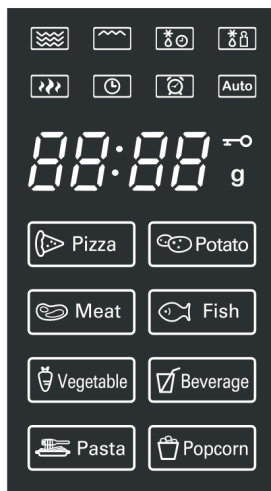 Auto
88:88
g
Pizza
Potato
Meat
Fish
Vegetable
Beverage
Pasta
Popcorn